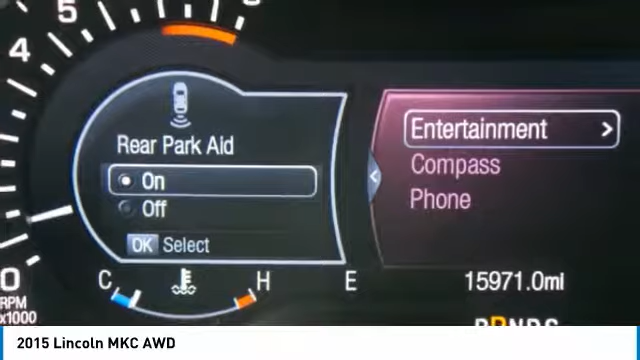 5
4
Rear Park Aid
On
Off
OK Select
Entertainment >
Compass
Phone
<
0
RPM
x1000
C H E
15971.0mi
PRNDS
2015 Lincoln MKC AWD